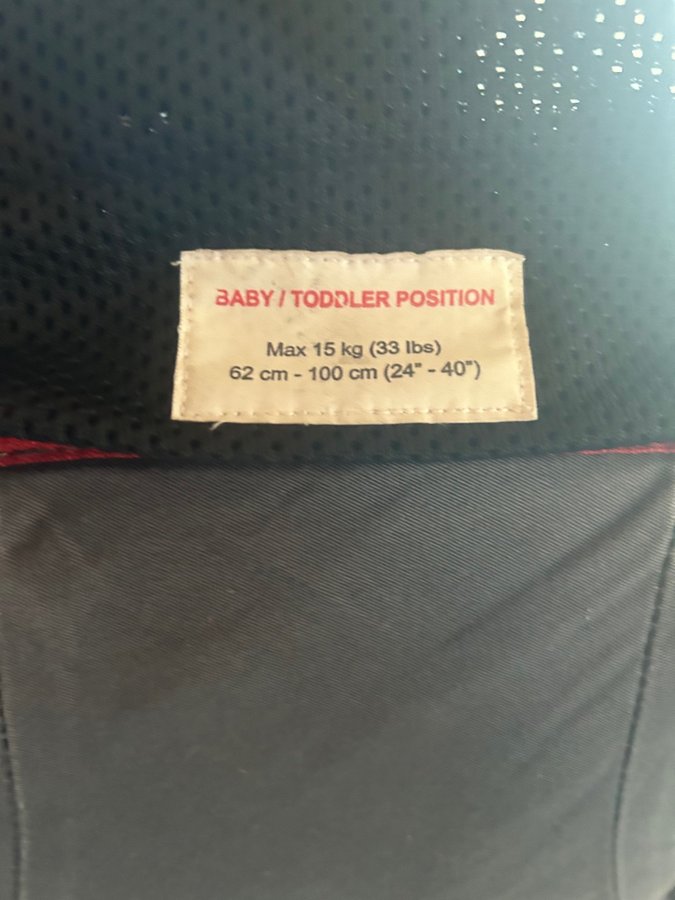 BABY / TODDLER POSITION
Max 15 kg (33 lbs)
62 cm - 100 cm (24" - 40")